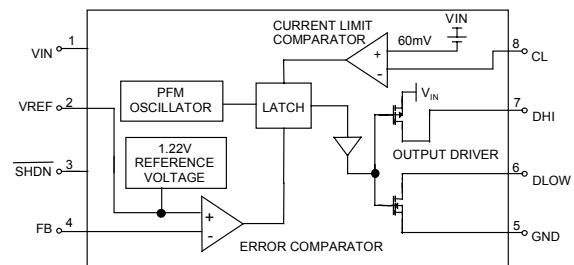 CURRENT LIMIT
COMPARATOR
VIN
60mV
+
-
VIN
1
8
CL
PFM
OSCILLATOR
LATCH
VIN
VREF
2
7
DHI
1.22V
REFERENCE
VOLTAGE
OUTPUT DRIVER
SHDN
3
6
DLOW
FB
4
+
-
5
GND
ERROR COMPARATOR